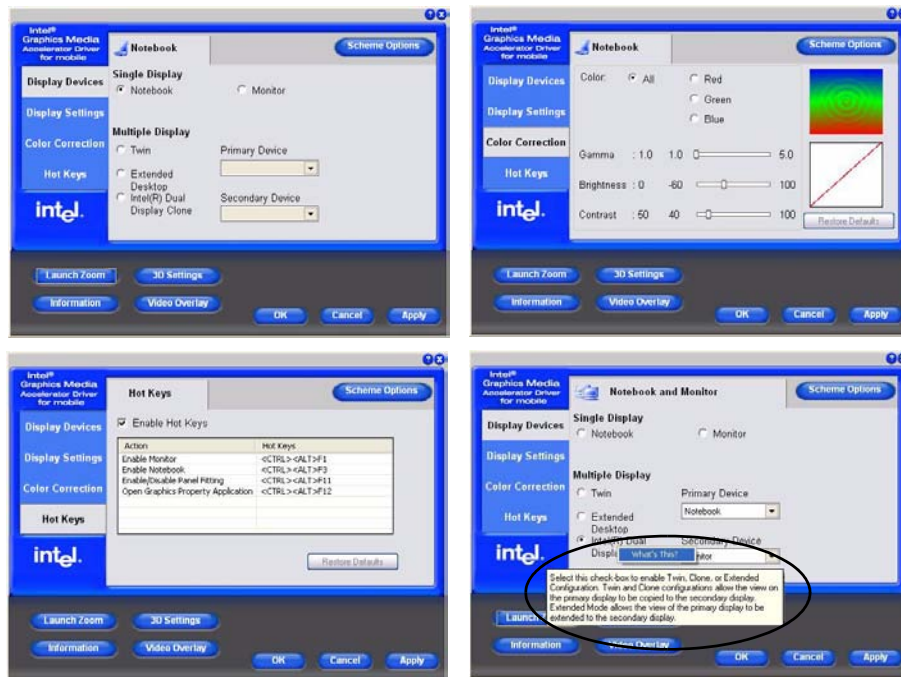 Intel®
Graphics Media
Accelerator Driver
for mobile
Notebook
Scheme Options
Display Devices
Display Settings
Color Correction
Hot Keys
intel.
Single Display
Notebook
Monitor
Multiple Display
Twin
Primary Device
Extended
Desktop
Intel(R) Dual
Display Clone
Secondary Device
Launch Zoom
3D Settings
Information
Video Overlay
OK
Cancel
Apply
Intel®
Graphics Media
Accelerator Driver
for mobile
Notebook
Scheme Options
Display Devices
Display Settings
Color Correction
Hot Keys
intel.
Color:
All
Red
Green
Blue
Gamma : 1.0 1.0 5.0
Brightness : 0 -60 100
Contrast : 50 40 100
Restore Defaults
Launch Zoom
3D Settings
Information
Video Overlay
OK
Cancel
Apply
Intel®
Graphics Media
Accelerator Driver
for mobile
Hot Keys
Scheme Options
Display Devices
Display Settings
Color Correction
Hot Keys
intel.
Enable Hot Keys
Action Hot Keys
Enable Monitor <CTRL><ALT>F1
Enable Notebook <CTRL><ALT>F3
Enable/Disable Panel Fitting <CTRL><ALT>F11
Open Graphics Property Application <CTRL><ALT>F12
Restore Defaults
Launch Zoom
3D Settings
Information
Video Overlay
OK
Cancel
Apply
Intel®
Graphics Media
Accelerator Driver
for mobile
Notebook and Monitor
Scheme Options
Display Devices
Display Settings
Color Correction
Hot Keys
intel.
Single Display
Notebook
Monitor
Multiple Display
Twin
Primary Device
Notebook
Extended
Desktop
Intel(R) Dual
Secondary Device
What's This?
Select this check-box to enable Twin, Clone, or Extended
Configuration. Twin and Clone configurations allow the view on
the primary display to be copied to the secondary display.
Extended Mode allows the view of the primary display to be
extended to the secondary display.
Launch
Information
Video Overlay
OK
Cancel
Apply